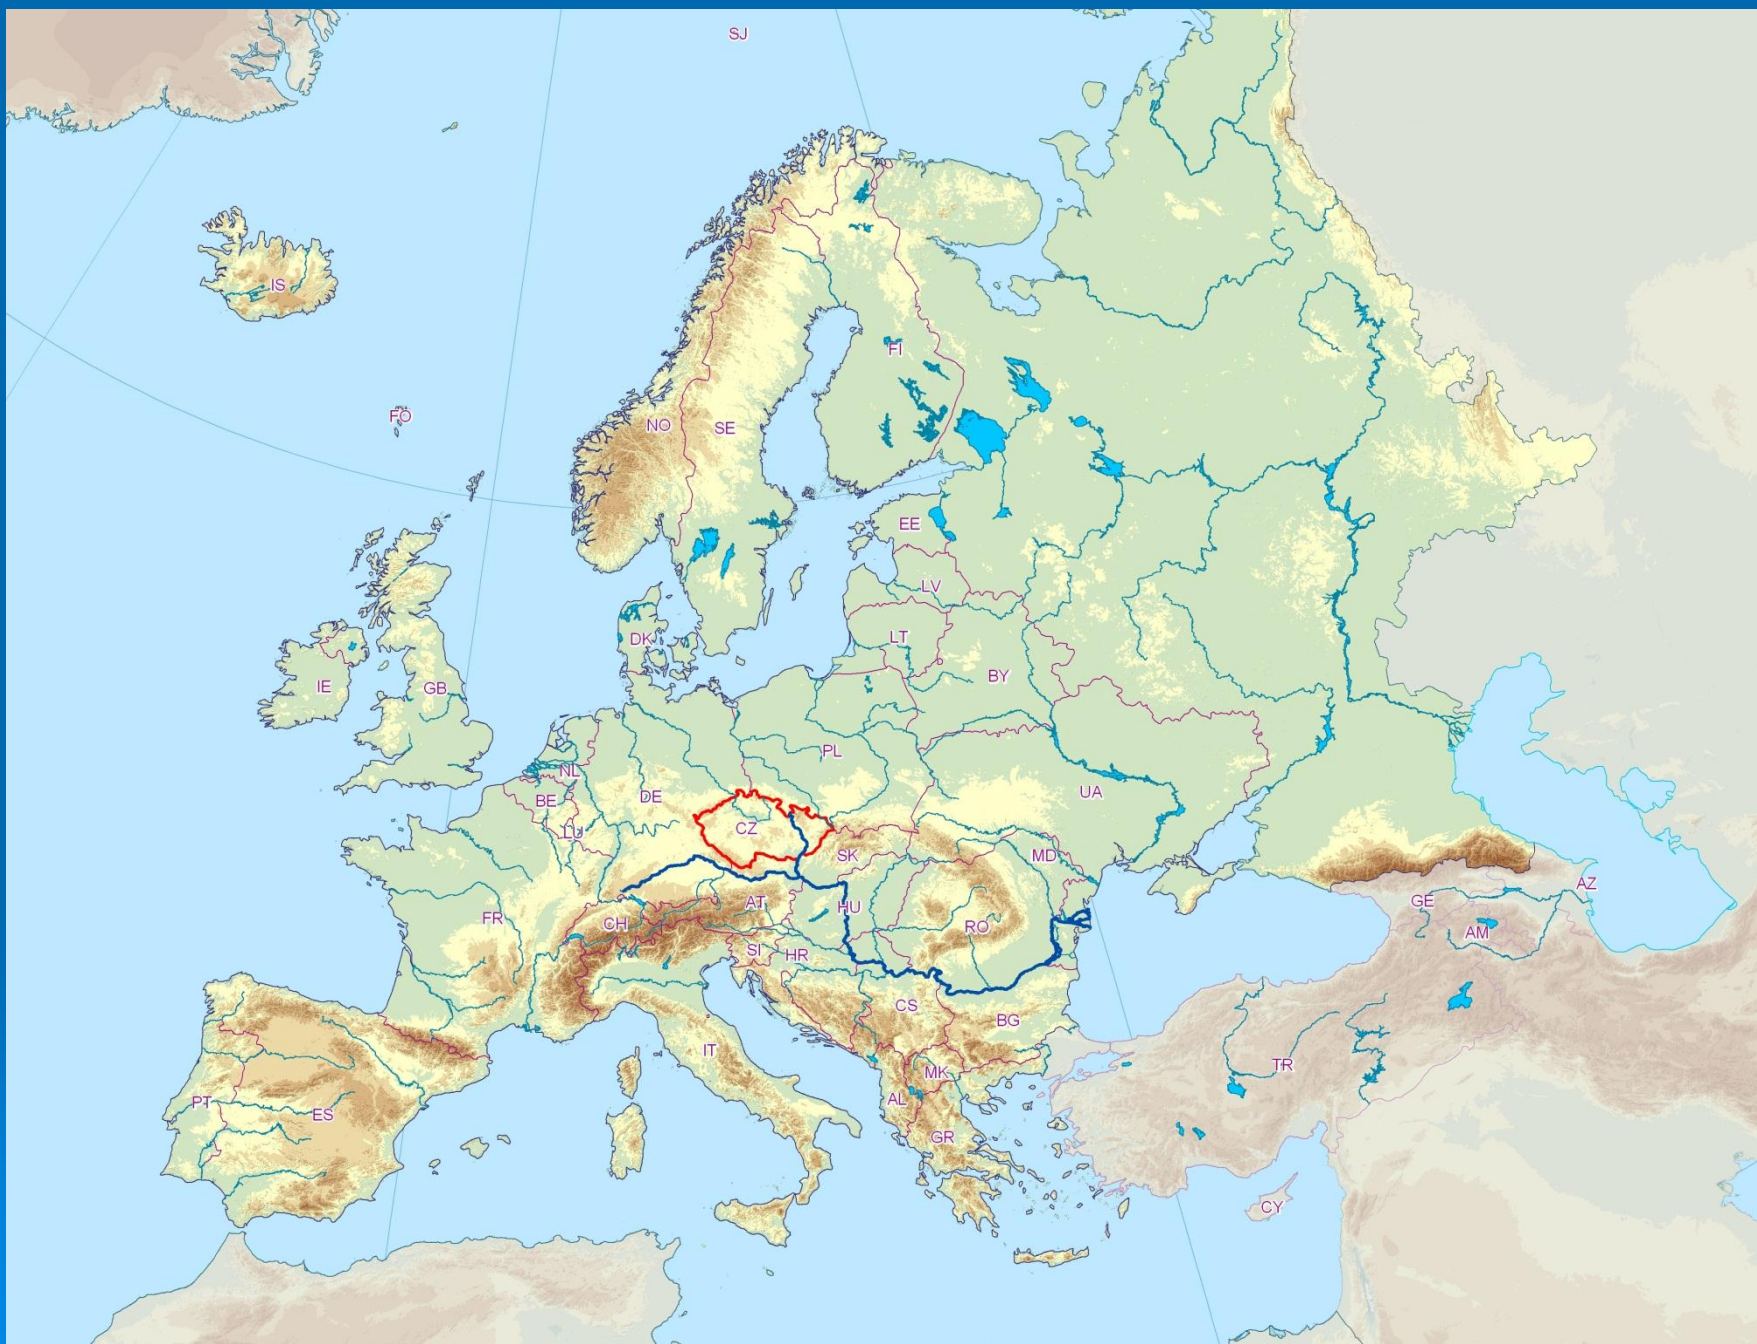 SJ
IS
FO
NO
SE
FI
EE
LV
LT
DK
BY
IE
GB
PL
NL
BE
DE
LU
CZ
UA
SK
MD
FR
CH
AT
HU
RO
SI
HR
GE
AZ
AM
CS
BG
IT
MK
AL
GR
TR
PT
ES
CY